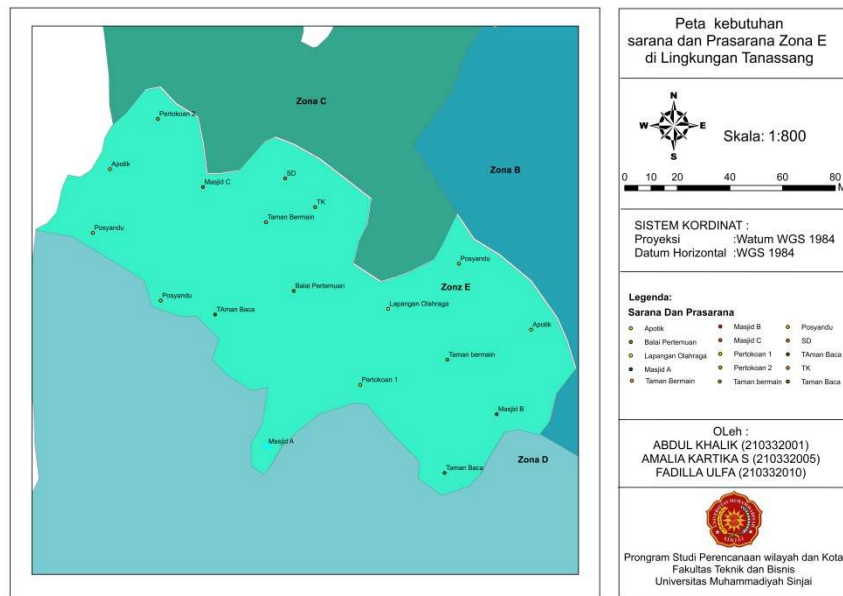 Zona C
Pertokoan 2
Zona B
Apotik
SD
Masjid C
TK
Taman Bermain
Posyandu
Posyandu
Balai Pertemuan
Zonz E
Posyandu
Lapangan Olahraga
TAman Baca
Apotik
Taman bermain
Pertokoan 1
Masjid B
Masjid A
Zona D
Taman Baca
Peta kebutuhan
sarana dan Prasarana Zona E
di Lingkungan Tanassang
N
W E
S
Skala: 1:800
0 10 20 40 60 80
M
SISTEM KORDINAT :
Proyeksi :Watum WGS 1984
Datum Horizontal :WGS 1984
Legenda:
Sarana Dan Prasarana
Apotik
Balai Pertemuan
Lapangan Olahraga
Masjid A
Taman Bermain
Masjid B
Masjid C
Pertokoan 1
Pertokoan 2
Taman bermain
Posyandu
SD
TAman Baca
TK
Taman Baca
OLeh :
ABDUL KHALIK (210332001)
AMALIA KARTIKA S (210332005)
FADILLA ULFA (210332010)
UNIVERSITAS MUHAMMADIYAH
SINJAI
Prongram Studi Perencanaan wilayah dan Kota
Fakultas Teknik dan Bisnis
Universitas Muhammadiyah Sinjai